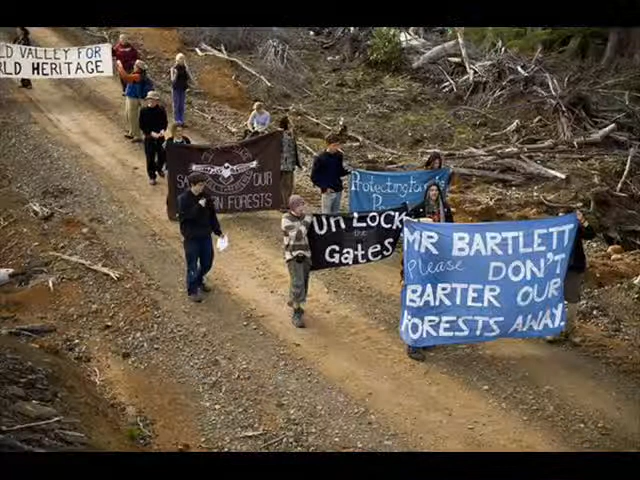 LD VALLEY FOR
RLD HERITAGE
OUR
FORESTS
Protecting
Un Lock
the
Gates
MR BARTLETT
Please DON'T
BARTER OUR
FORESTS AWAY.